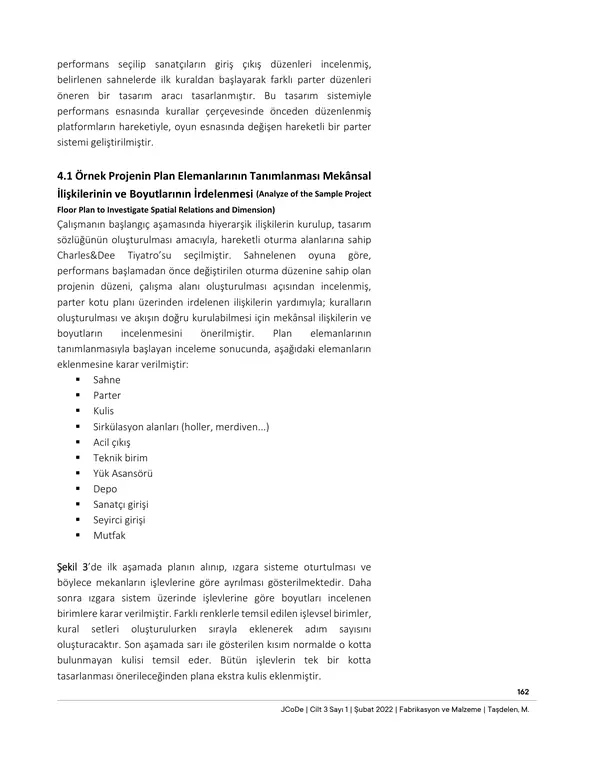 performans seçilip sanatçıların giriş çıkış düzenleri incelenmiş,
belirlenen sahnelerde ilk kuraldan başlayarak farklı parter düzenleri
öneren bir tasarım aracı tasarlanmıştır. Bu tasarım sistemiyle
performans esnasında kurallar çerçevesinde önceden düzenlenmiş
platformların hareketiyle, oyun esnasında değişen hareketli bir parter
sistemi geliştirilmiştir.
4.1 Örnek Projenin Plan Elemanlarının Tanımlanması Mekânsal
İlişkilerinin ve Boyutlarının İrdelenmesi (Analyze of the Sample Project
Floor Plan to Investigate Spatial Relations and Dimension)
Çalışmanın başlangıç aşamasında hiyerarşik ilişkilerin kurulup, tasarım
sözlüğünün oluşturulması amacıyla, hareketli oturma alanlarına sahip
Charles&Dee Tiyatro’su seçilmiştir. Sahnelenen oyuna göre,
performans başlamadan önce değiştirilen oturma düzenine sahip olan
projenin düzeni, çalışma alanı oluşturulması açısından incelenmiş,
parter kotu planı üzerinden irdelenen ilişkilerin yardımıyla; kuralların
oluşturulması ve akışın doğru kurulabilmesi için mekânsal ilişkilerin ve
boyutların incelenmesini önerilmiştir. Plan elemanlarının
tanımlanmasıyla başlayan inceleme sonucunda, aşağıdaki elemanların
eklenmesine karar verilmiştir:
▪ Sahne
▪ Parter
▪ Kulis
▪ Sirkülasyon alanları (holler, merdiven...)
▪ Acil çıkış
▪ Teknik birim
▪ Yük Asansörü
▪ Depo
▪ Sanatçı girişi
▪ Seyirci girişi
▪ Mutfak
Şekil 3’de ilk aşamada planın alınıp, ızgara sisteme oturtulması ve
böylece mekanların işlevlerine göre ayrılması gösterilmektedir. Daha
sonra ızgara sistem üzerinde işlevlerine göre boyutları incelenen
birimlere karar verilmiştir. Farklı renklerle temsil edilen işlevsel birimler,
kural setleri oluşturulurken sırayla eklenerek adım sayısını
oluşturacaktır. Son aşamada sarı ile gösterilen kısım normalde o kotta
bulunmayan kulisi temsil eder. Bütün işlevlerin tek bir kotta
tasarlanması önerileceğinden plana ekstra kulis eklenmiştir.
162
JCoDe | Cilt 3 Sayı 1 | Şubat 2022 | Fabrikasyon ve Malzeme | Taşdelen, M.